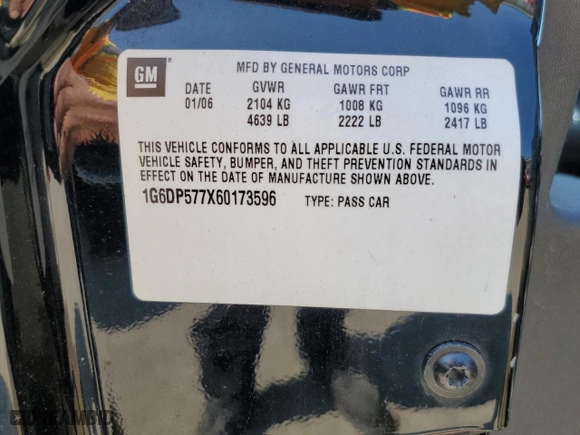 GM
MFD BY GENERAL MOTORS CORP
DATE GVWR GAWR FRT GAWR RR
01/06 2104 KG 1008 KG 1096 KG
4639 LB 2222 LB 2417 LB
THIS VEHICLE CONFORMS TO ALL APPLICABLE U.S. FEDERAL MOTOR
VEHICLE SAFETY, BUMPER, AND THEFT PREVENTION STANDARDS IN
EFFECT ON THE DATE OF MANUFACTURE SHOWN ABOVE.
1G6DP577X60173596 TYPE: PASS CAR